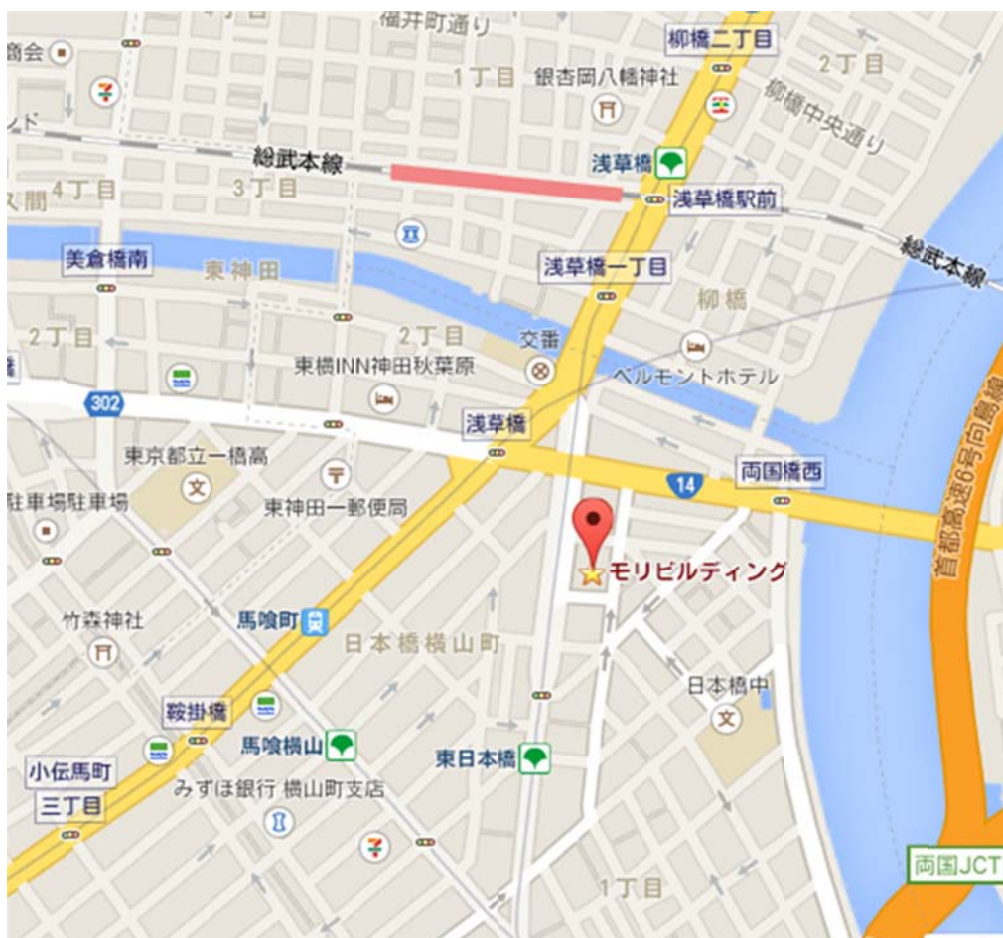 福井町通り
4丁目
柳橋二丁目
商会
1丁目
銀杏岡八幡神社
2丁目
柳橋中央通り
ンド
総武本線
浅草橋
4丁目
3丁目
浅草橋駅前
久間
美倉橋南
東神田
浅草橋一丁目
総武本線
柳橋
2丁目
2丁目
交番
東横INN神田秋葉原
ベルモントホテル
橋
302
浅草橋
東京都立一橋高
両国橋西
14
駐車場駐車場
東神田一郵便局
首都高速6号向島線
モリビルディング
竹森神社
馬喰町
日本橋横山町
日本橋中
鞍掛橋
馬喰横山
東日本橋
小伝馬町
三丁目
みずほ銀行 横山町支店
両国JCT
1丁目